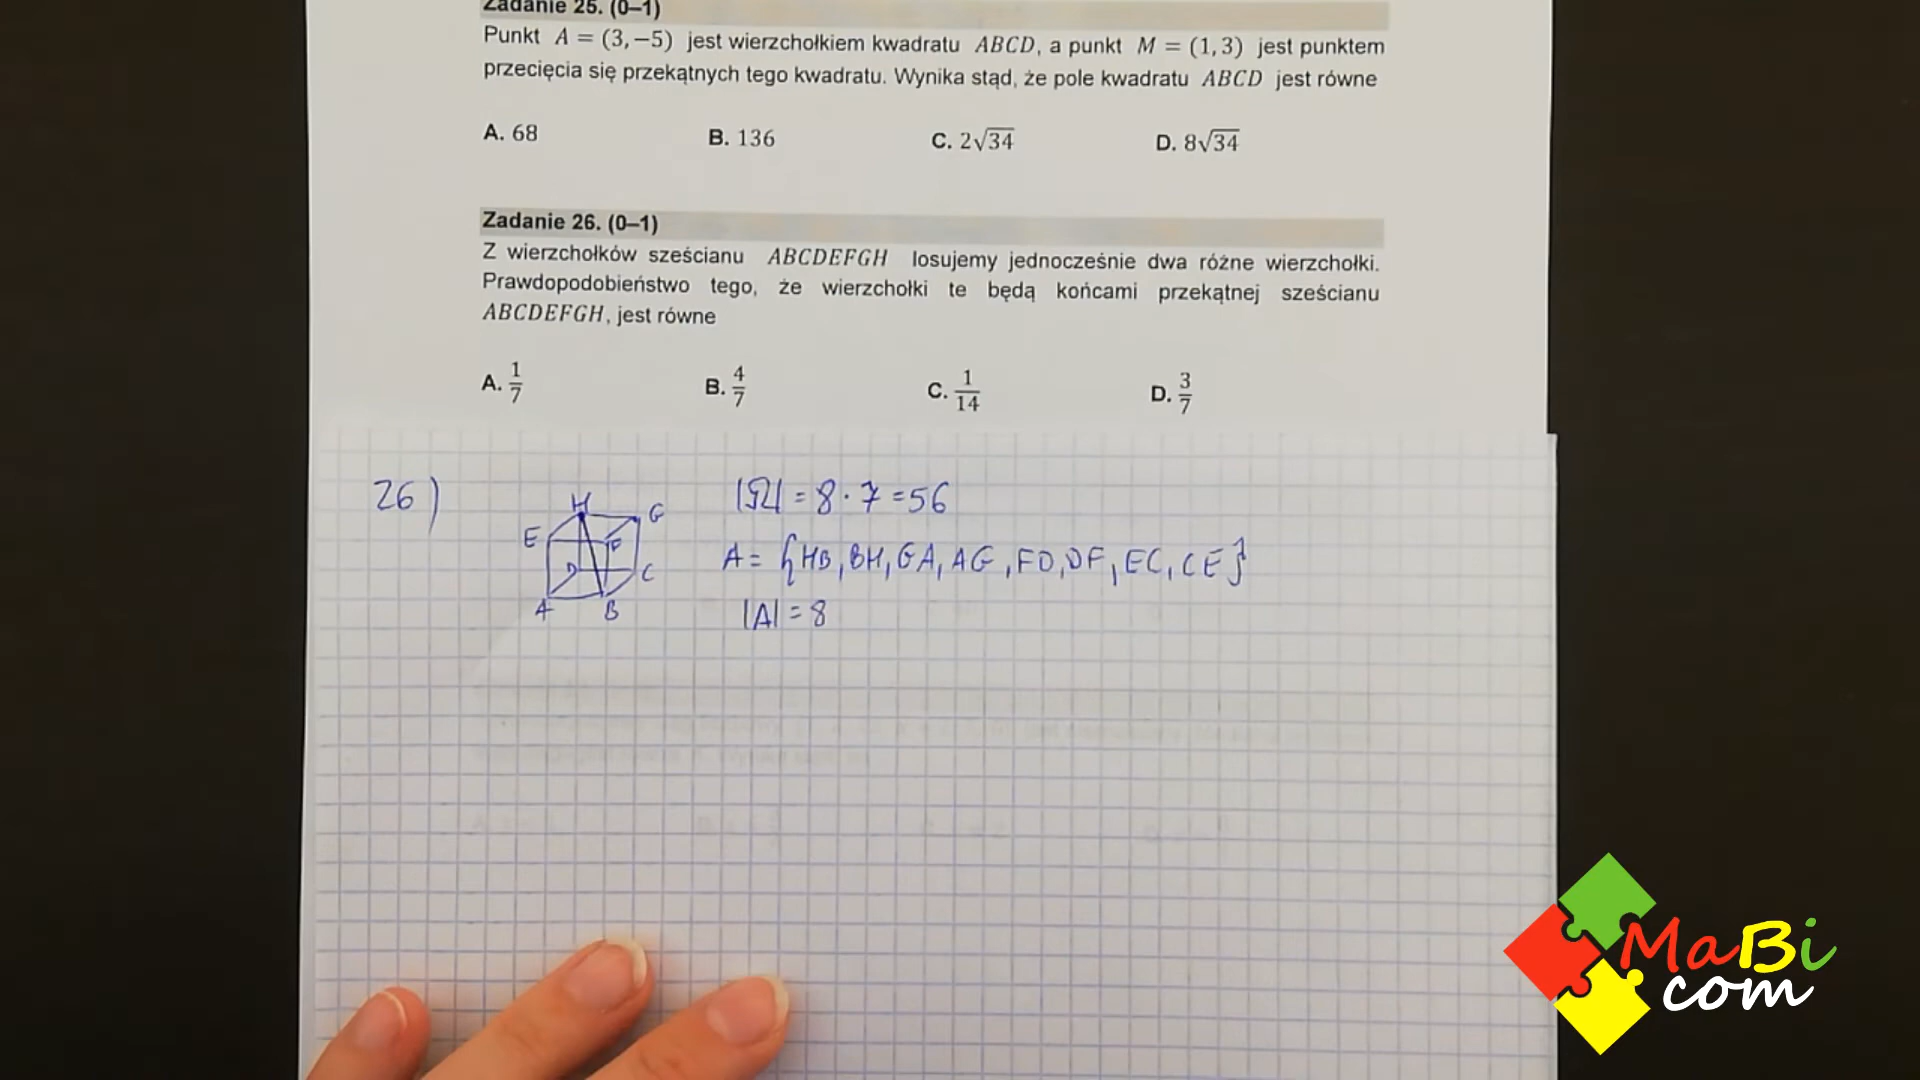 Zadanie 25. (0–1)
Punkt A = (3, −5) jest wierzchołkiem kwadratu ABCD, a punkt M = (1, 3) jest punktem
przecięcia się przekątnych tego kwadratu. Wynika stąd, że pole kwadratu ABCD jest równe
A. 68 B. 136 C. 2√34 D. 8√34
Zadanie 26. (0–1)
Z wierzchołków sześcianu ABCDEFGH losujemy jednocześnie dwa różne wierzchołki.
Prawdopodobieństwo tego, że wierzchołki te będą końcami przekątnej sześcianu
ABCDEFGH, jest równe
A. 1/7 B. 4/7 C. 1/14 D. 3/7
26)
H G
E F
D C
A B
|Ω| = 8 · 7 = 56
A = {HB, BH, GA, AG, FD, DF, EC, CE}
|A| = 8
MaBi
com